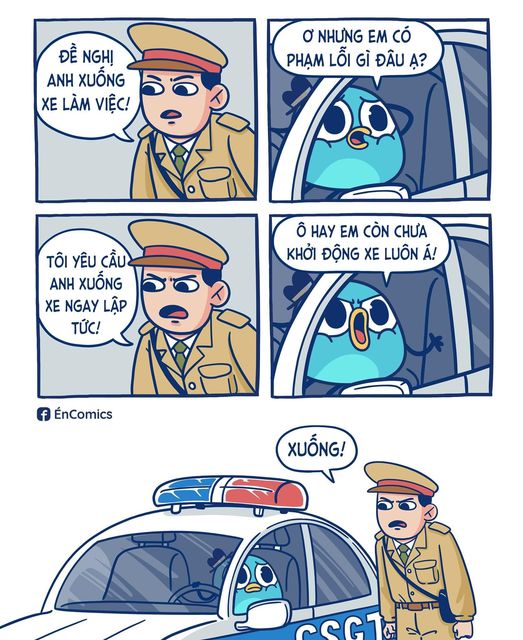 ĐỀ NGHỊ
ANH XUỐNG
XE LÀM VIỆC!
Ơ NHƯNG EM CÓ
PHẠM LỖI GÌ ĐÂU Ạ?
TÔI YÊU CẦU
ANH XUỐNG
XE NGAY LẬP
TỨC!
Ô HAY EM CÒN CHƯA
KHỞI ĐỘNG XE LUÔN Á!
ÉnComics
XUỐNG!
CSGT